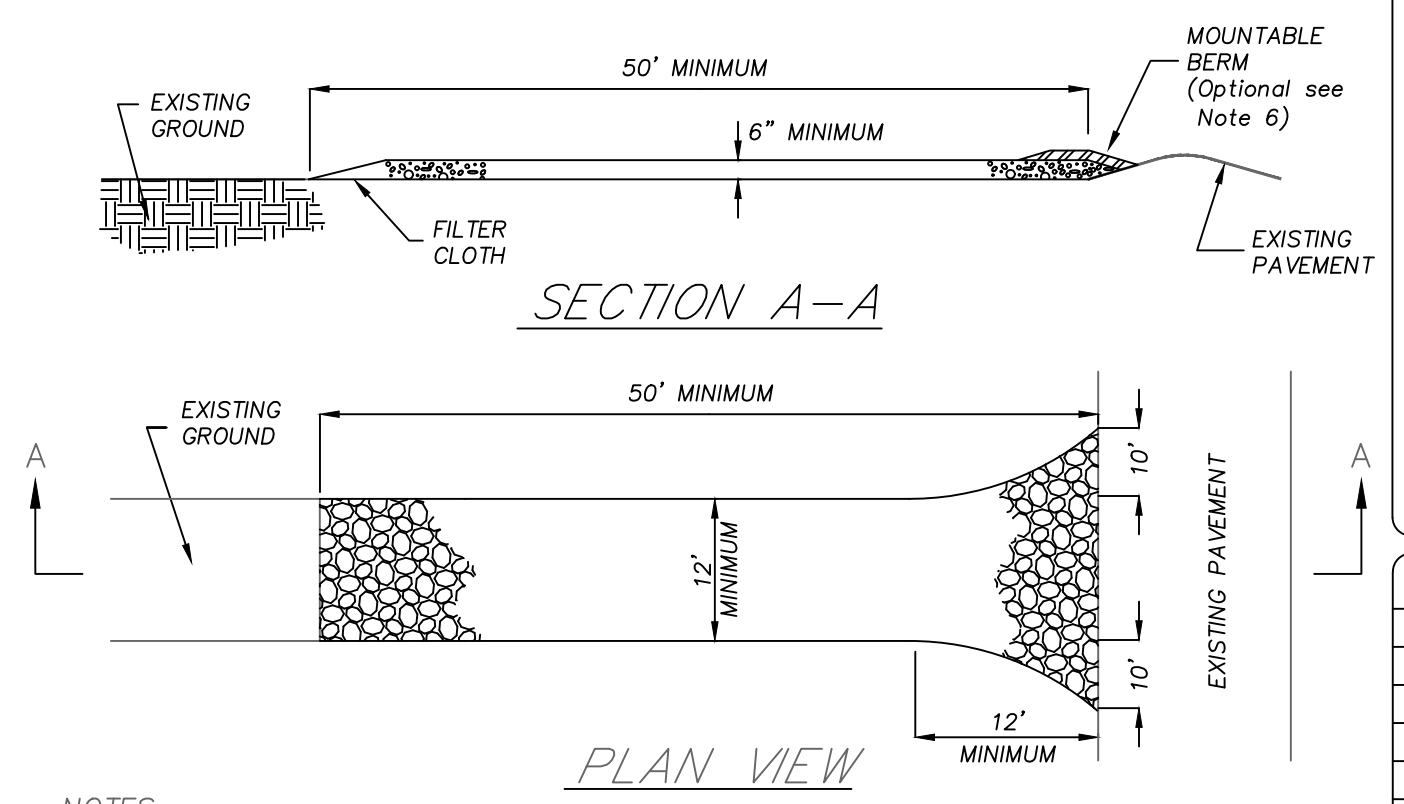 MOUNTABLE
BERM
(Optional see
Note 6)
50' MINIMUM
EXISTING
GROUND
6" MINIMUM
FILTER
CLOTH
EXISTING
PAVEMENT
SECTION A-A
50' MINIMUM
EXISTING
GROUND
A
A
10'
12'
MINIMUM
EXISTING PAVEMENT
10'
12'
MINIMUM
PLAN VIEW
NOTES